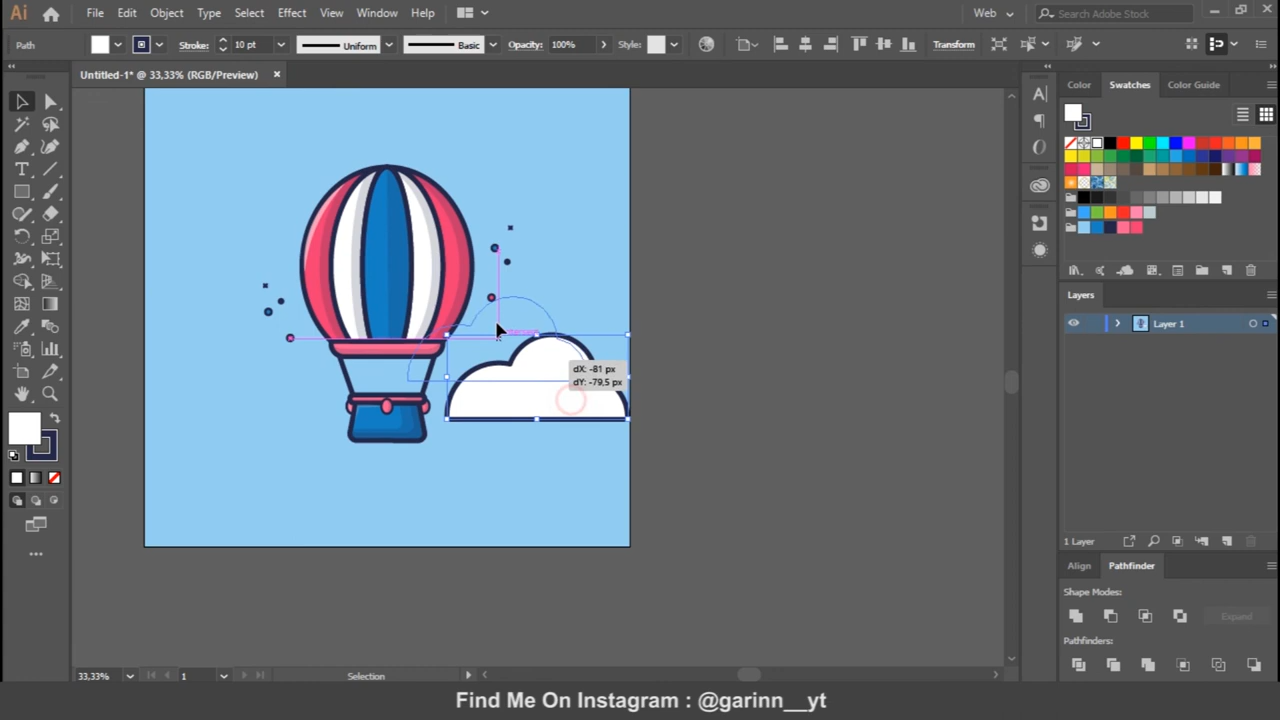 Ai File Edit Object Type Select Effect View Window Help Web Search Adobe Stock
Path Stroke: 10 pt Uniform Basic Opacity: 100% Style: Transform
Untitled-1* @ 33,33% (RGB/Preview)
Color Swatches Color Guide
Layers
Layer 1
dX: -81 px
dY: -79,5 px
1 Layer
Align Pathfinder
Shape Modes:
Expand
Pathfinders:
33,33% 1 Selection
Find Me On Instagram : @garinn__yt